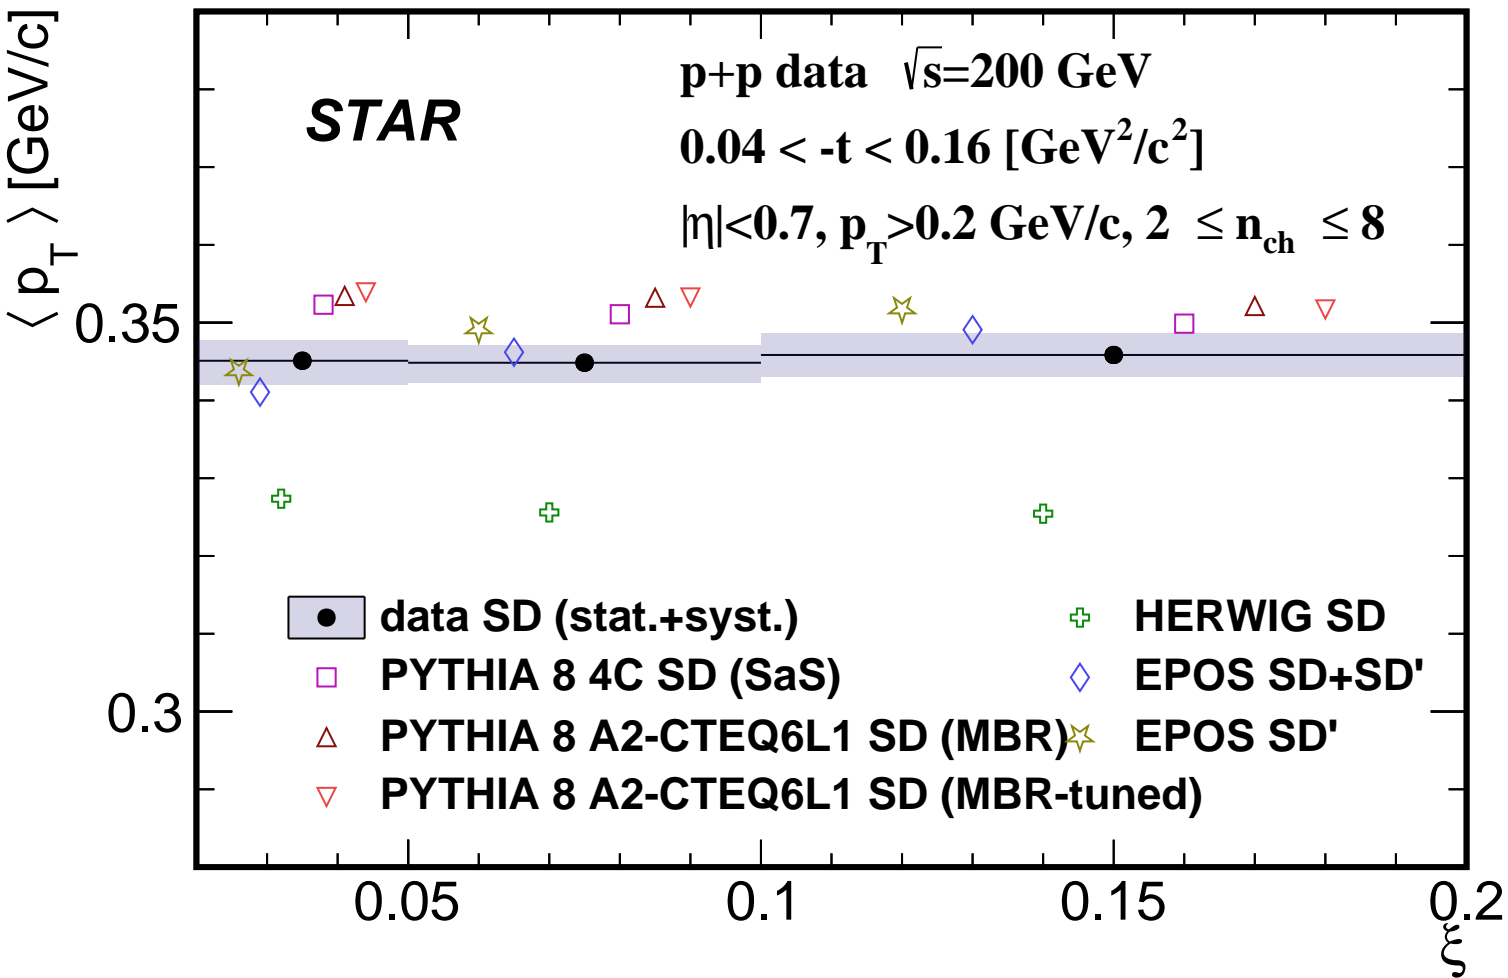 ⟨ p_T ⟩ [GeV/c]
STAR
p+p data √s=200 GeV
0.04 < -t < 0.16 [GeV²/c²]
|η|<0.7, p_T>0.2 GeV/c, 2 ≤ n_ch ≤ 8
0.35
0.3
data SD (stat.+syst.)
PYTHIA 8 4C SD (SaS)
PYTHIA 8 A2-CTEQ6L1 SD (MBR)
PYTHIA 8 A2-CTEQ6L1 SD (MBR-tuned)
HERWIG SD
EPOS SD+SD'
EPOS SD'
0.05 0.1 0.15 0.2
ξ